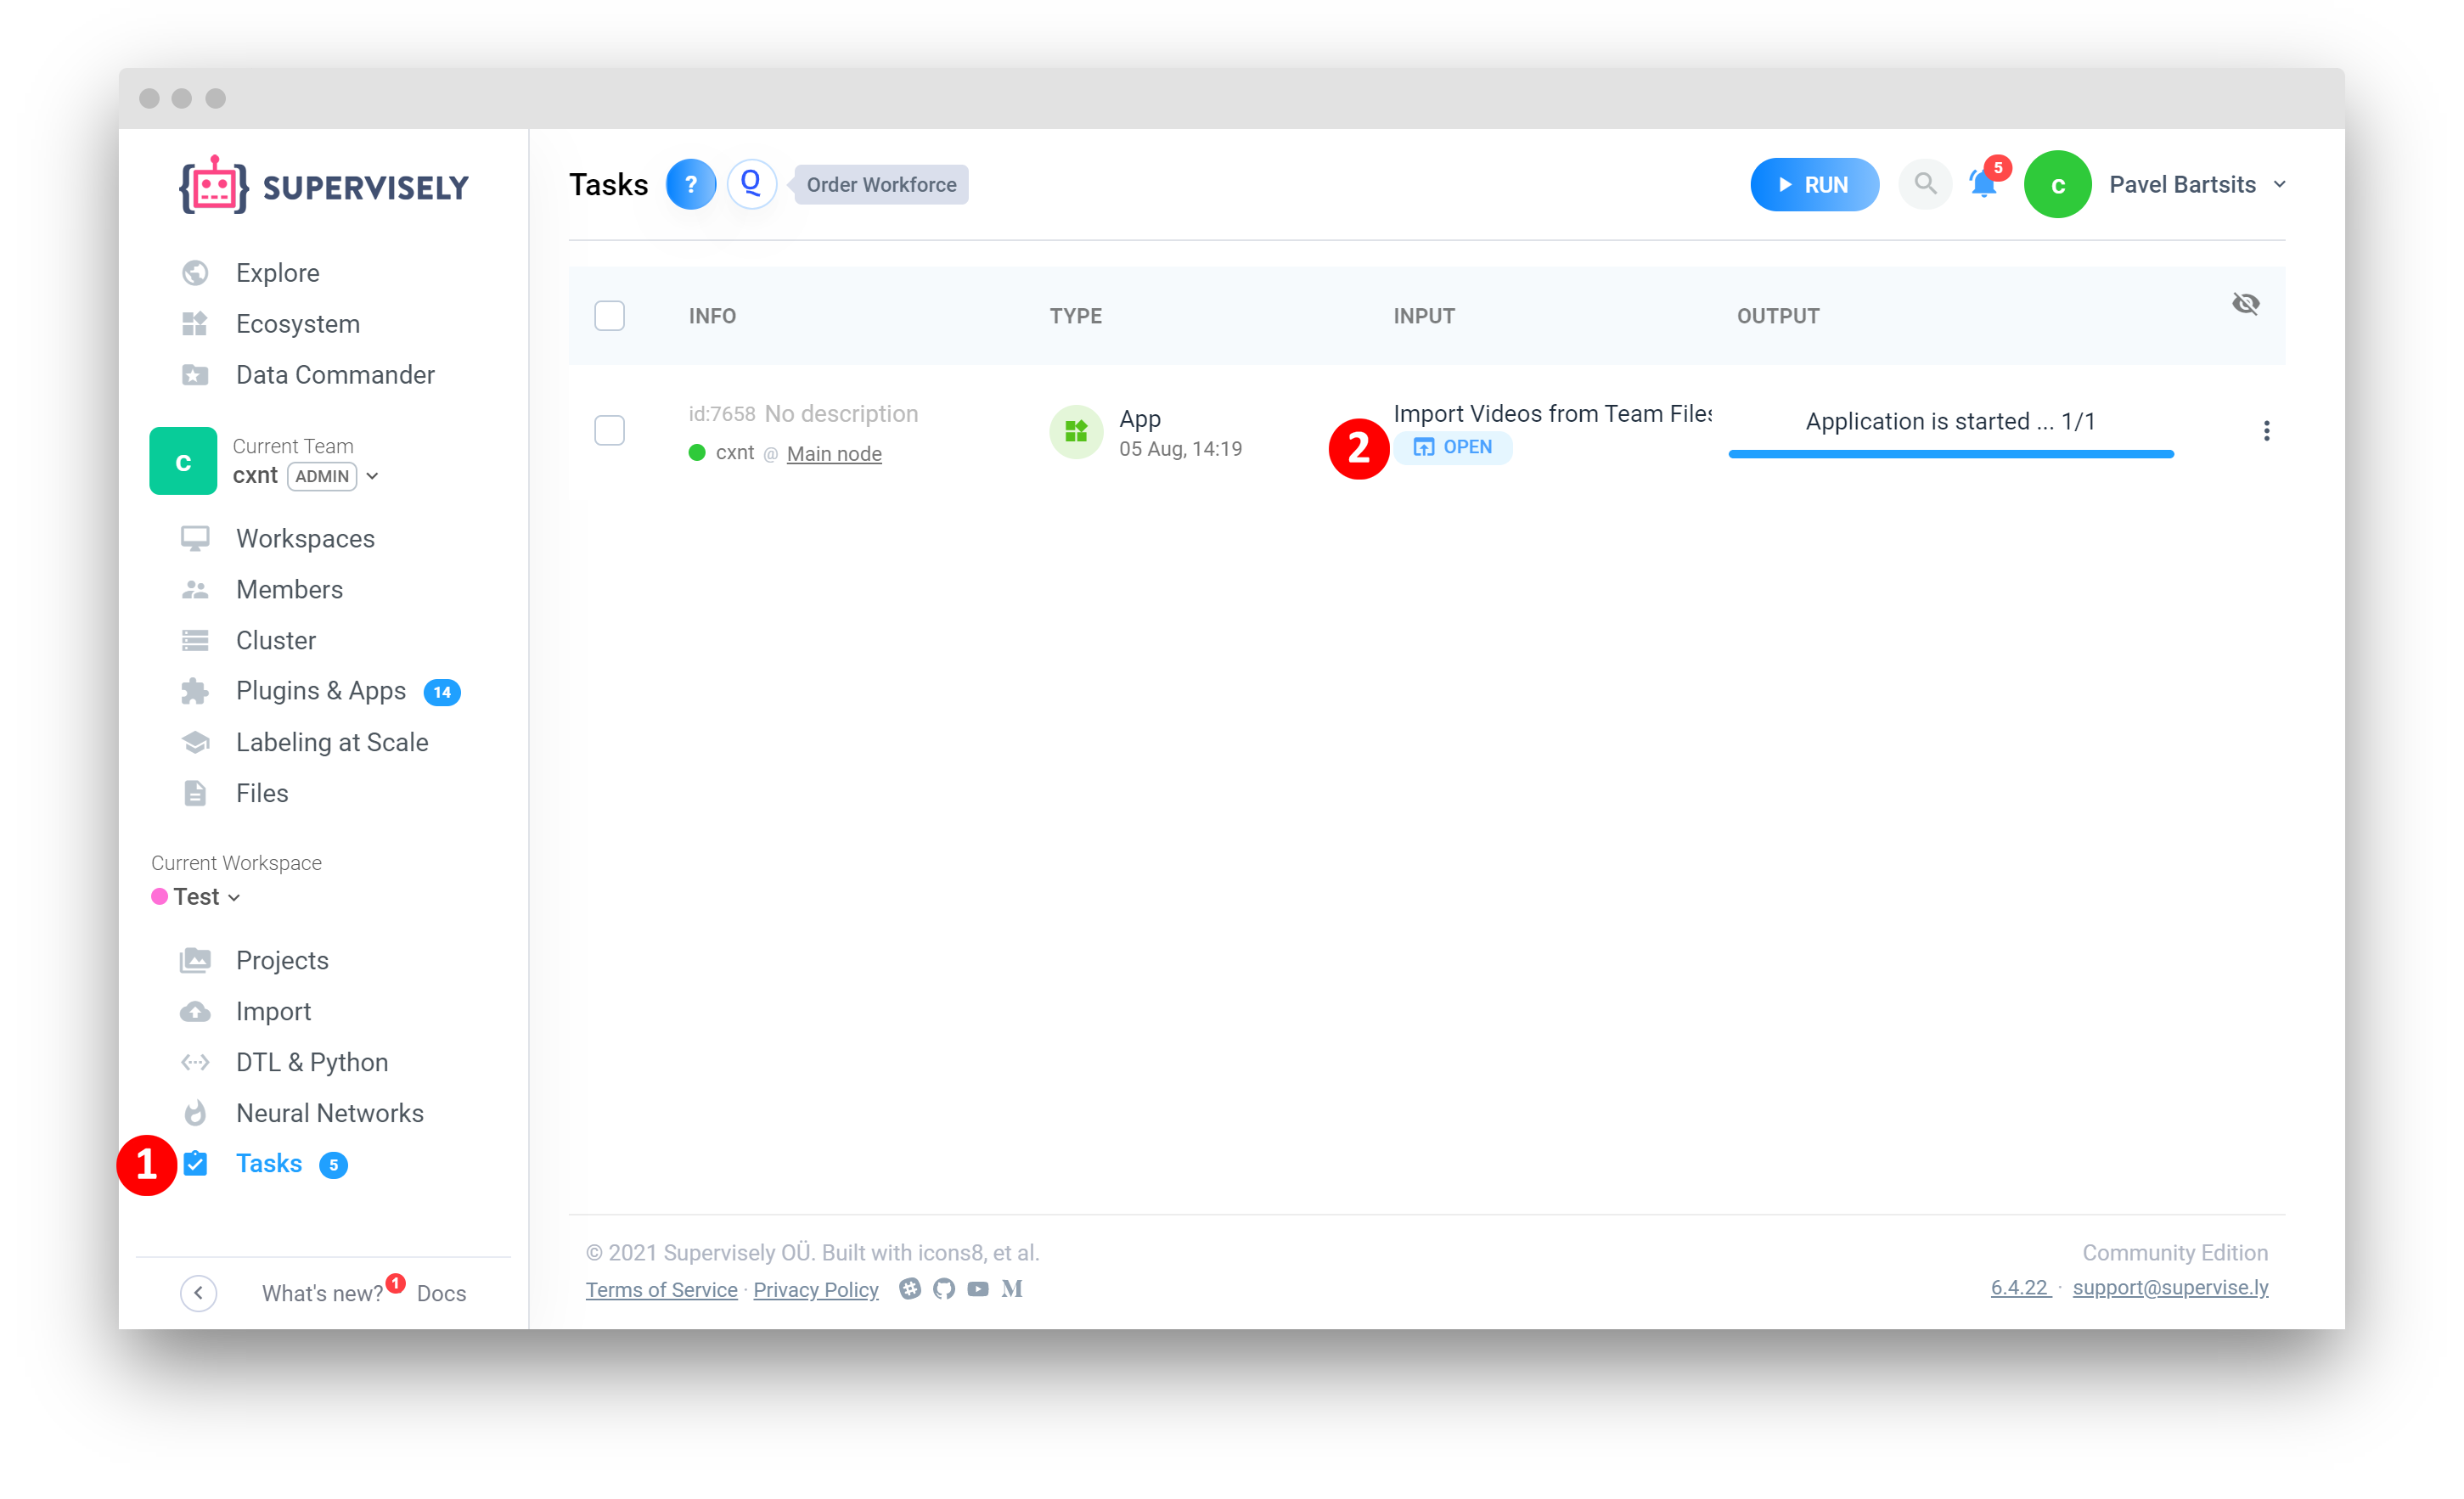 SUPERVISELY
Explore
Ecosystem
Data Commander
c
Current Team
cxnt ADMIN
Workspaces
Members
Cluster
Plugins & Apps 14
Labeling at Scale
Files
Current Workspace
Test
Projects
Import
DTL & Python
Neural Networks
1 Tasks 5
What's new? 1 Docs
Tasks ? Q Order Workforce
RUN 5 c Pavel Bartsits
INFO TYPE INPUT OUTPUT
id:7658 No description
cxnt @ Main node
App
05 Aug, 14:19
Import Videos from Team Files
2 OPEN
Application is started ... 1/1
© 2021 Supervisely OÜ. Built with icons8, et al.
Terms of Service · Privacy Policy M
Community Edition
6.4.22 · support@supervise.ly